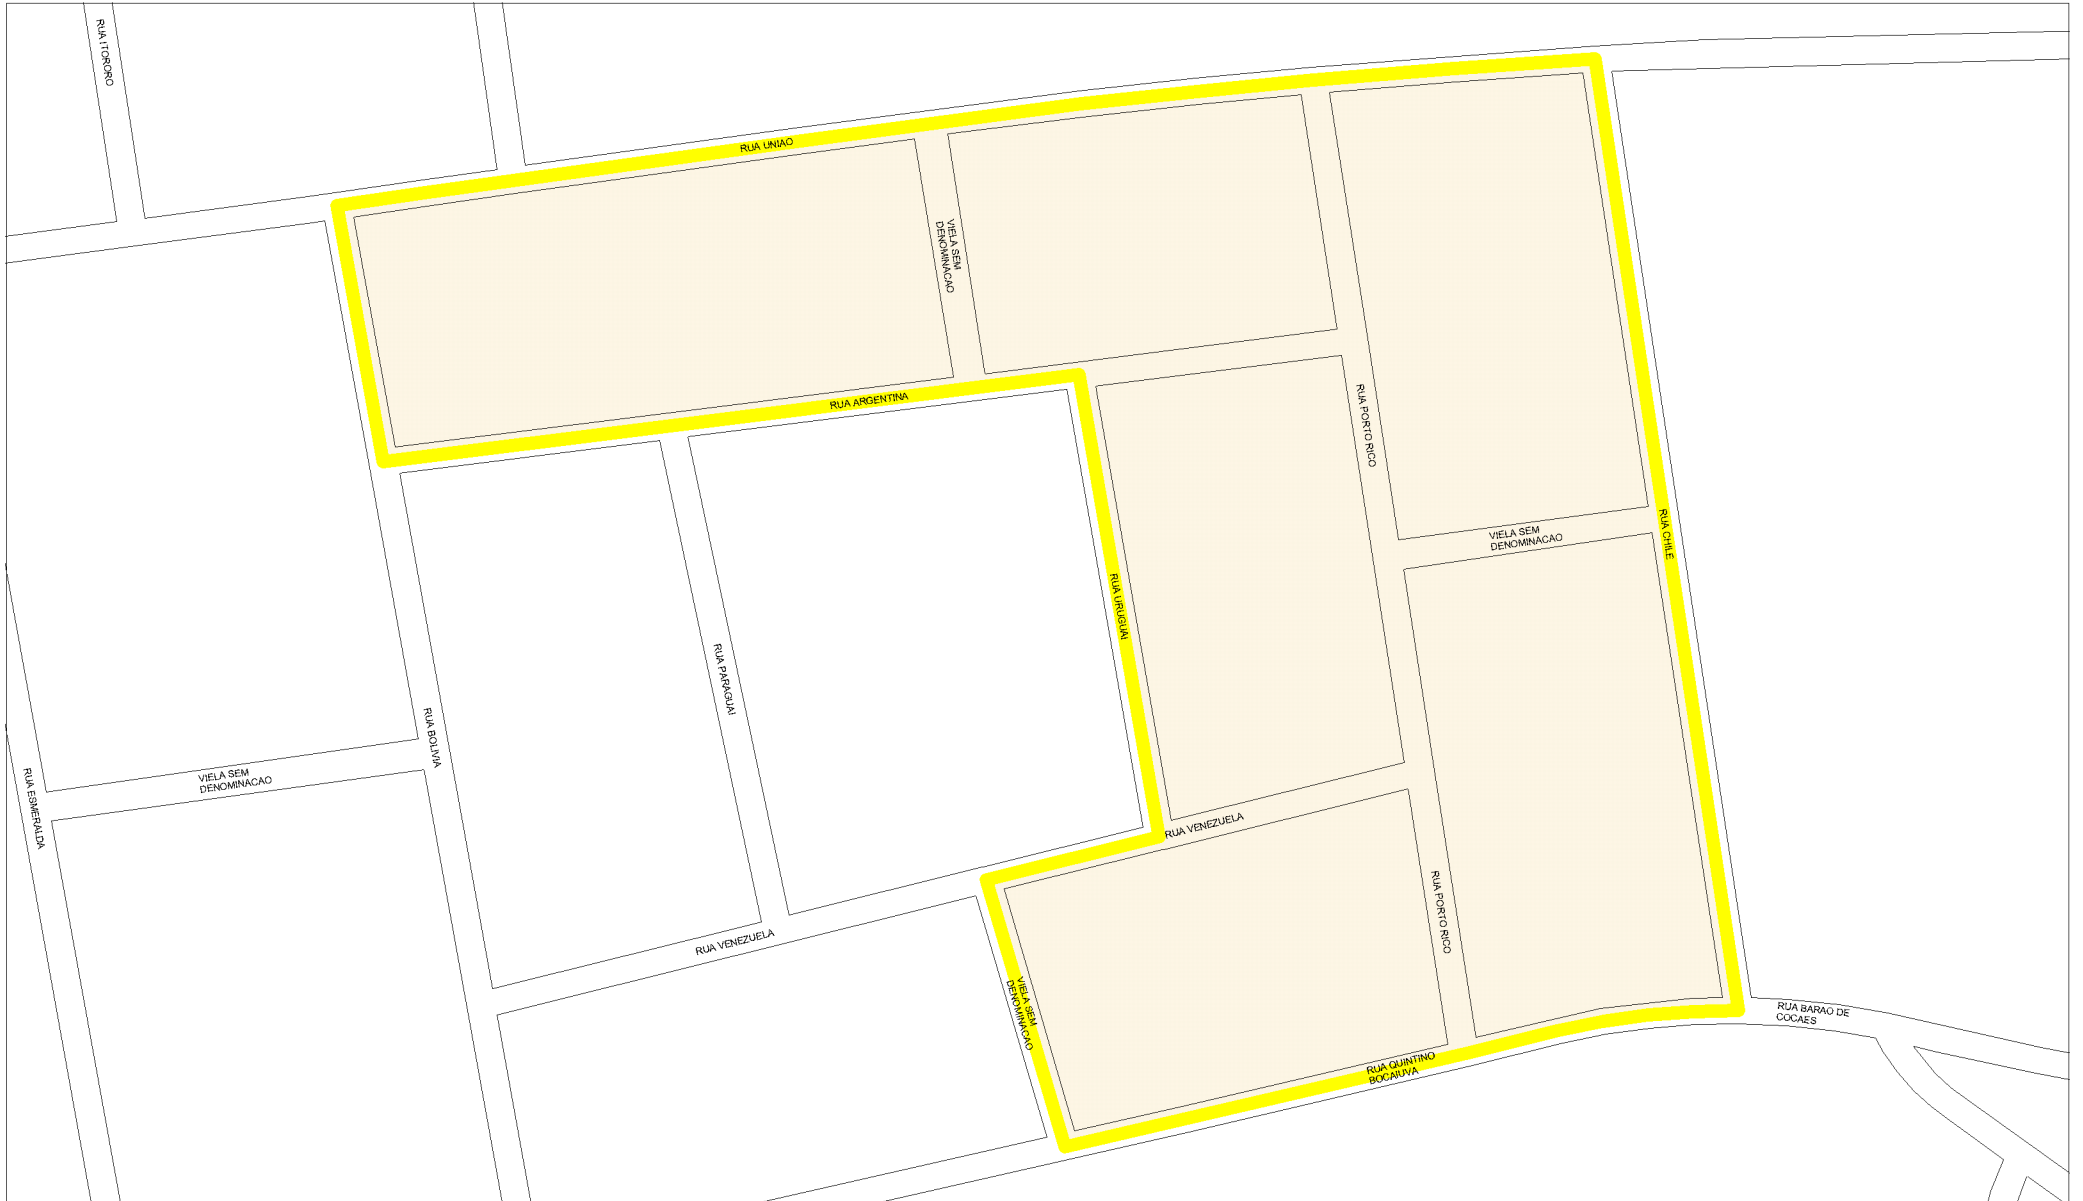 RUA ITORORO
RUA UNIAO
VIELA SEM
DENOMINACAO
RUA ARGENTINA
RUA PORTO RICO
VIELA SEM
DENOMINACAO
RUA CHILE
RUA URUGUAI
RUA PARAGUAI
RUA BOLIVIA
VIELA SEM
DENOMINACAO
RUA ESMERALDA
RUA VENEZUELA
RUA PORTO RICO
RUA VENEZUELA
VIELA SEM
DENOMINACAO
RUA BARAO DE
COCAES
RUA QUINTINO
BOCAIUVA